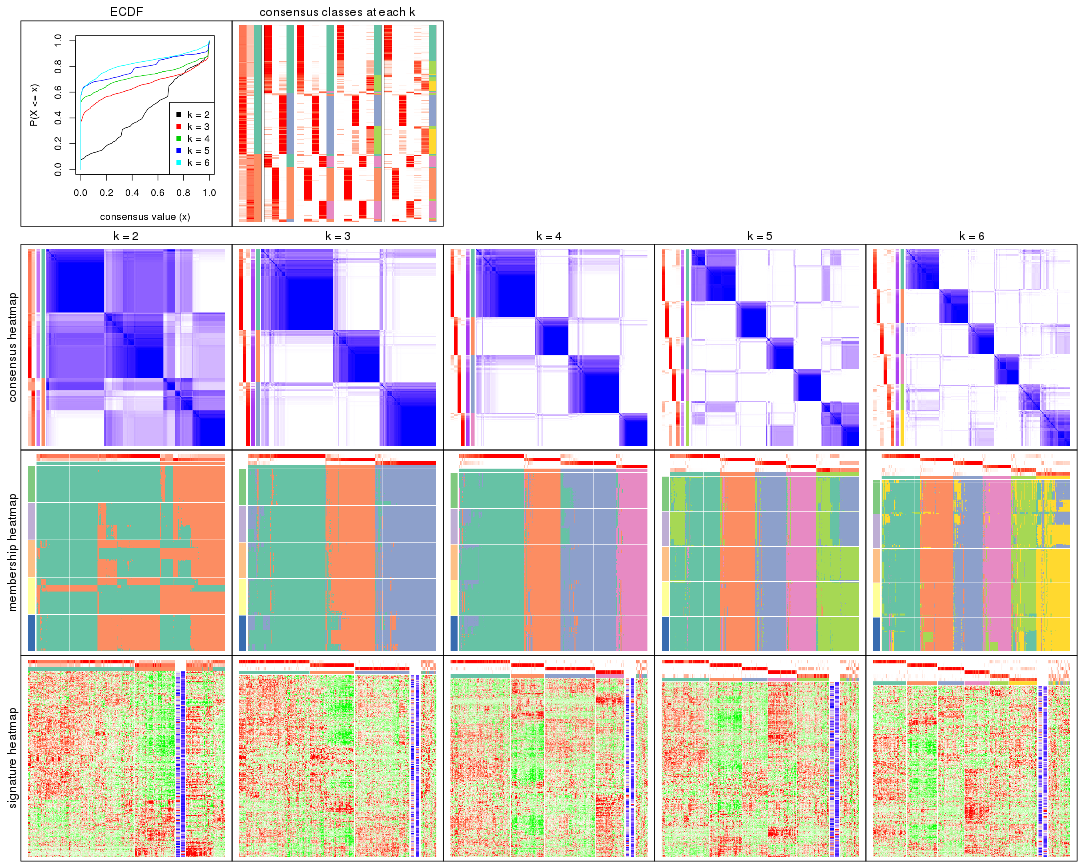 ECDF
consensus classes at each k
P(X <= x)
0.0 0.2 0.4 0.6 0.8 1.0
k = 2
k = 3
k = 4
k = 5
k = 6
0.0 0.2 0.4 0.6 0.8 1.0
consensus value (x)
k = 2 k = 3 k = 4 k = 5 k = 6
consensus heatmap
membership heatmap
signature heatmap